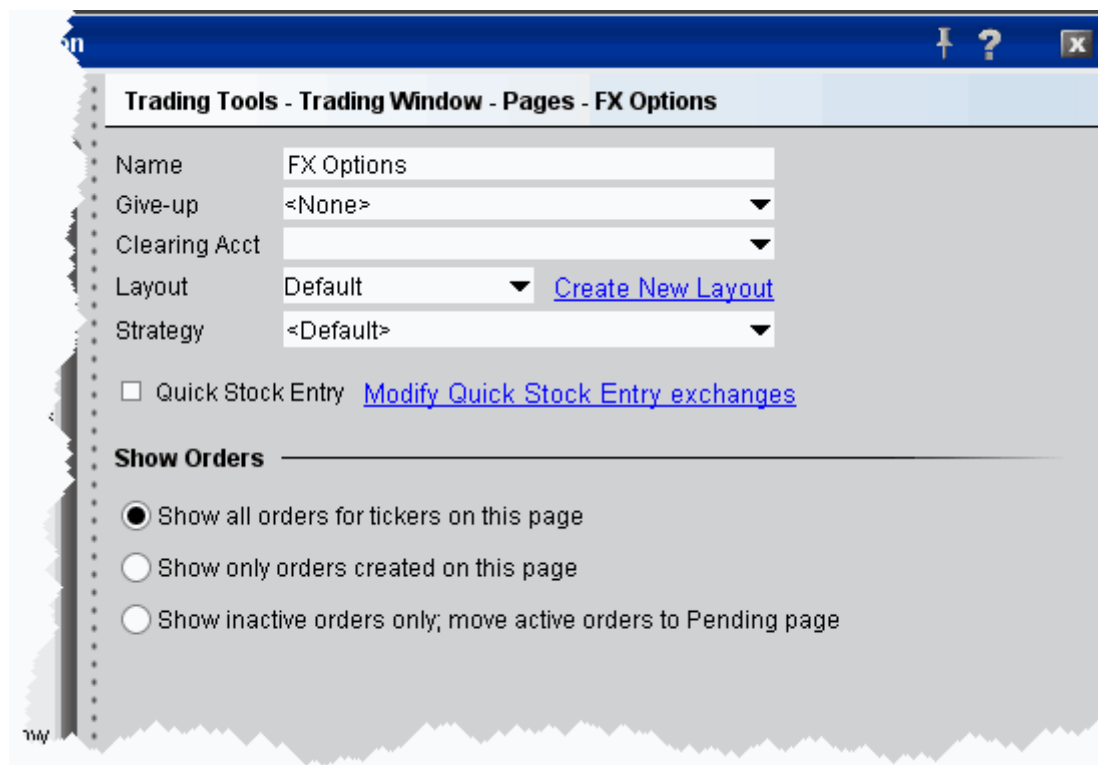 on
Trading Tools - Trading Window - Pages - FX Options
Name FX Options
Give-up <None>
Clearing Acct
Layout Default Create New Layout
Strategy <Default>
Quick Stock Entry Modify Quick Stock Entry exchanges
Show Orders
Show all orders for tickers on this page
Show only orders created on this page
Show inactive orders only; move active orders to Pending page